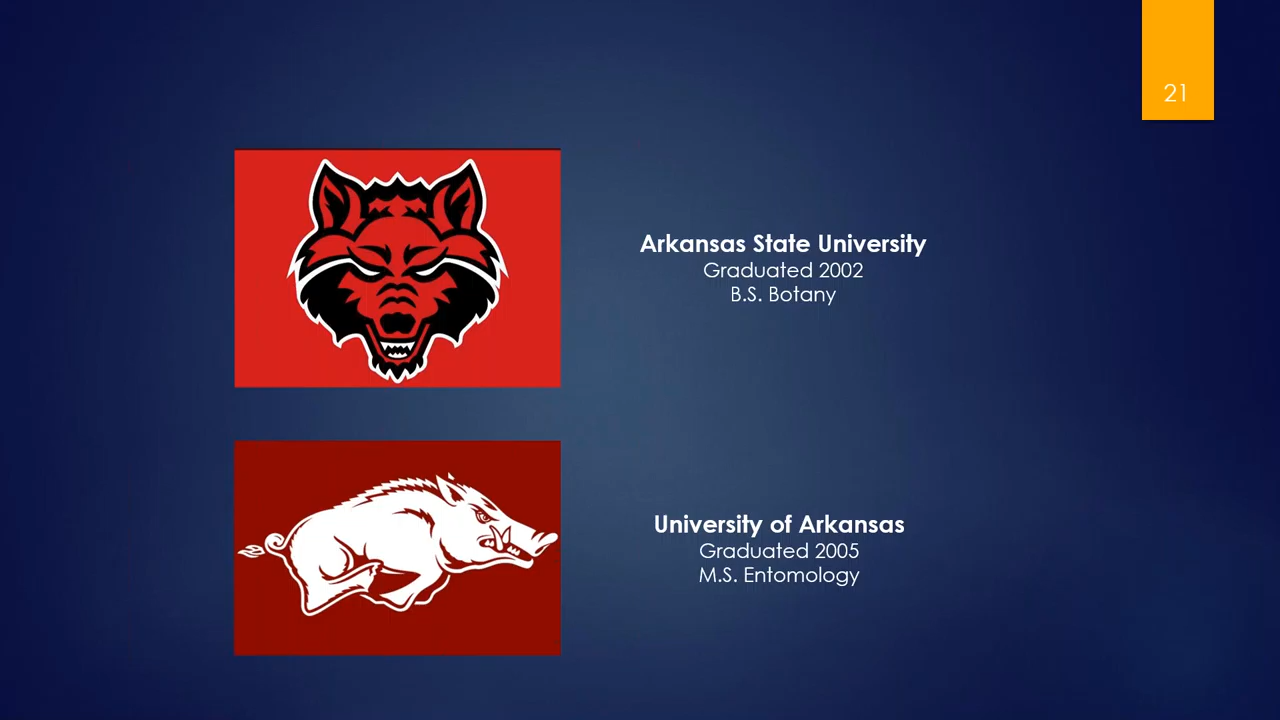 21
Arkansas State University
Graduated 2002
B.S. Botany
University of Arkansas
Graduated 2005
M.S. Entomology